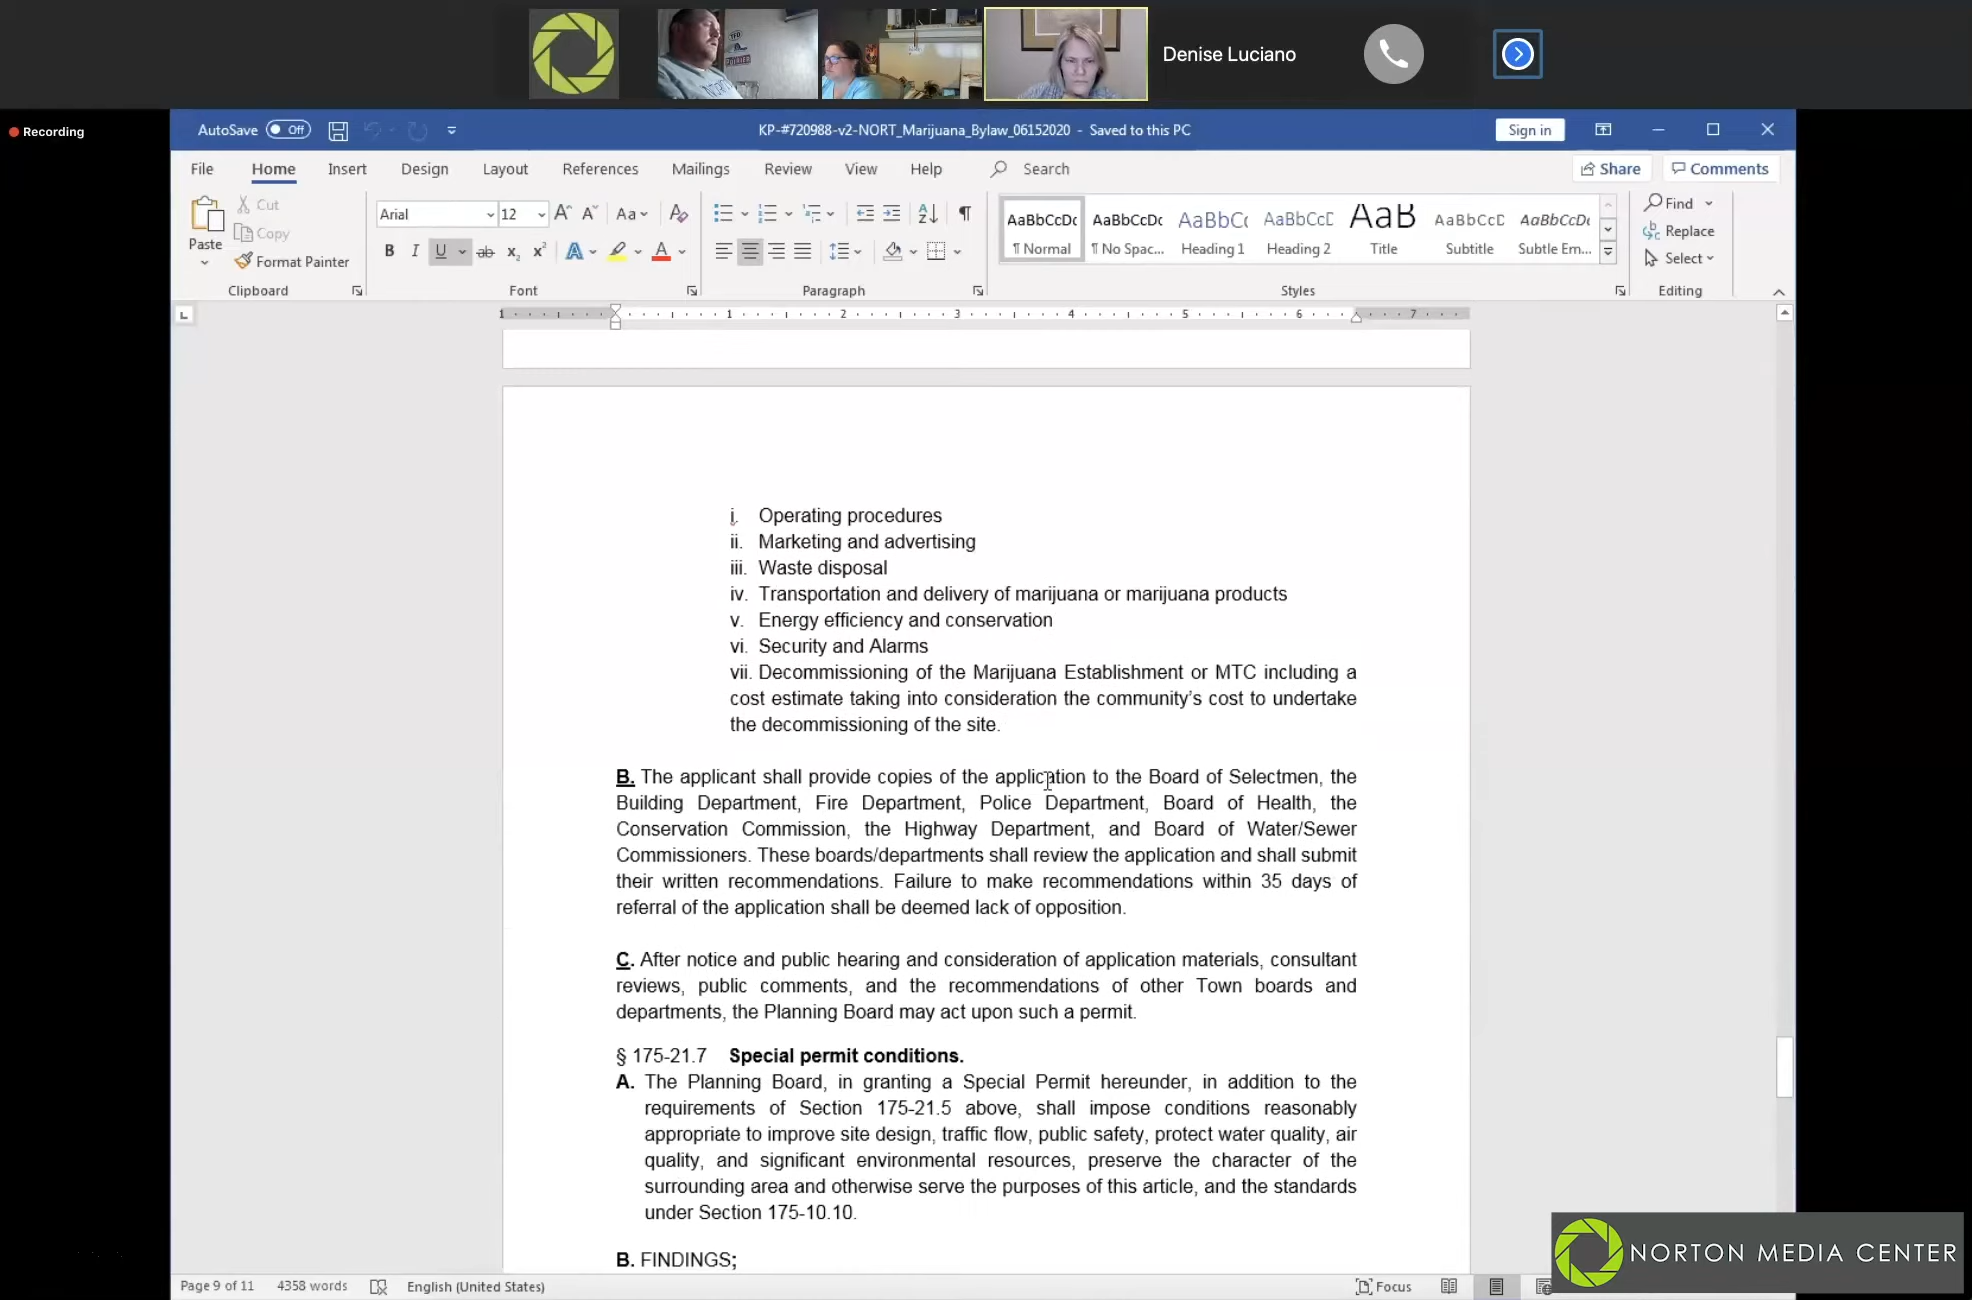 Denise Luciano
Recording
AutoSave Off
KP-#720988-v2-NORT_Marijuana_Bylaw_06152020 - Saved to this PC
Sign in
File Home Insert Design Layout References Mailings Review View Help Search
Share Comments
Paste
Cut
Copy
Format Painter
Clipboard
Arial 12
Font
Paragraph
AaBbCcDc AaBbCcDc AaBbCc AaBbCcD AaB AaBbCcD AaBbCcDc
¶ Normal ¶ No Spac... Heading 1 Heading 2 Title Subtitle Subtle Em...
Styles
Find
Replace
Select
Editing
1 1 2 3 4 5 6 7
i. Operating procedures
ii. Marketing and advertising
iii. Waste disposal
iv. Transportation and delivery of marijuana or marijuana products
v. Energy efficiency and conservation
vi. Security and Alarms
vii. Decommissioning of the Marijuana Establishment or MTC including a
cost estimate taking into consideration the community's cost to undertake
the decommissioning of the site.
B. The applicant shall provide copies of the application to the Board of Selectmen, the
Building Department, Fire Department, Police Department, Board of Health, the
Conservation Commission, the Highway Department, and Board of Water/Sewer
Commissioners. These boards/departments shall review the application and shall submit
their written recommendations. Failure to make recommendations within 35 days of
referral of the application shall be deemed lack of opposition.
C. After notice and public hearing and consideration of application materials, consultant
reviews, public comments, and the recommendations of other Town boards and
departments, the Planning Board may act upon such a permit.
§ 175-21.7 Special permit conditions.
A. The Planning Board, in granting a Special Permit hereunder, in addition to the
requirements of Section 175-21.5 above, shall impose conditions reasonably
appropriate to improve site design, traffic flow, public safety, protect water quality, air
quality, and significant environmental resources, preserve the character of the
surrounding area and otherwise serve the purposes of this article, and the standards
under Section 175-10.10.
B. FINDINGS;
Page 9 of 11 4358 words English (United States) Focus
NORTON MEDIA CENTER